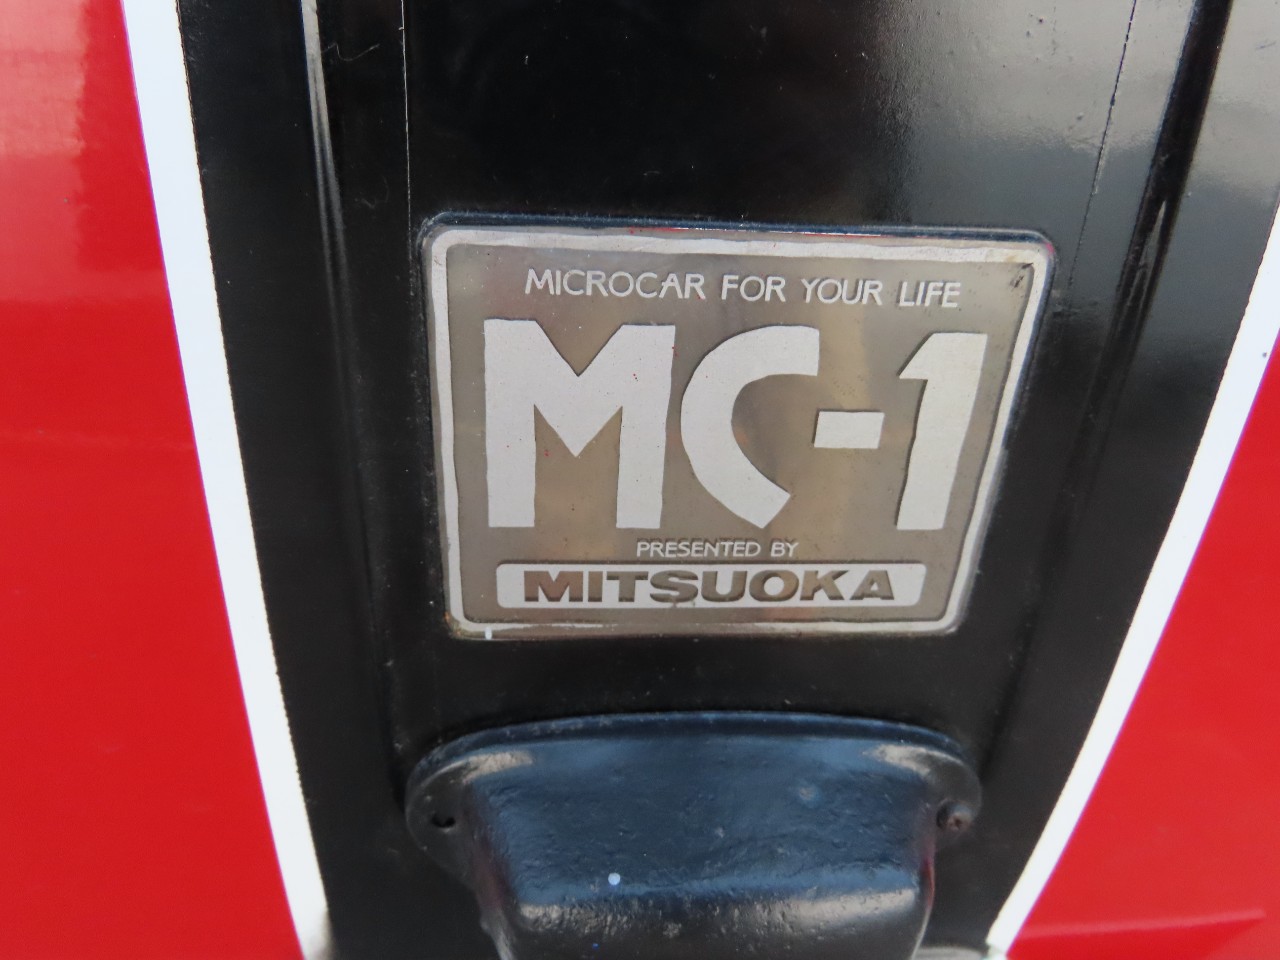 MICROCAR FOR YOUR LIFE
MC-1
PRESENTED BY
MITSUOKA